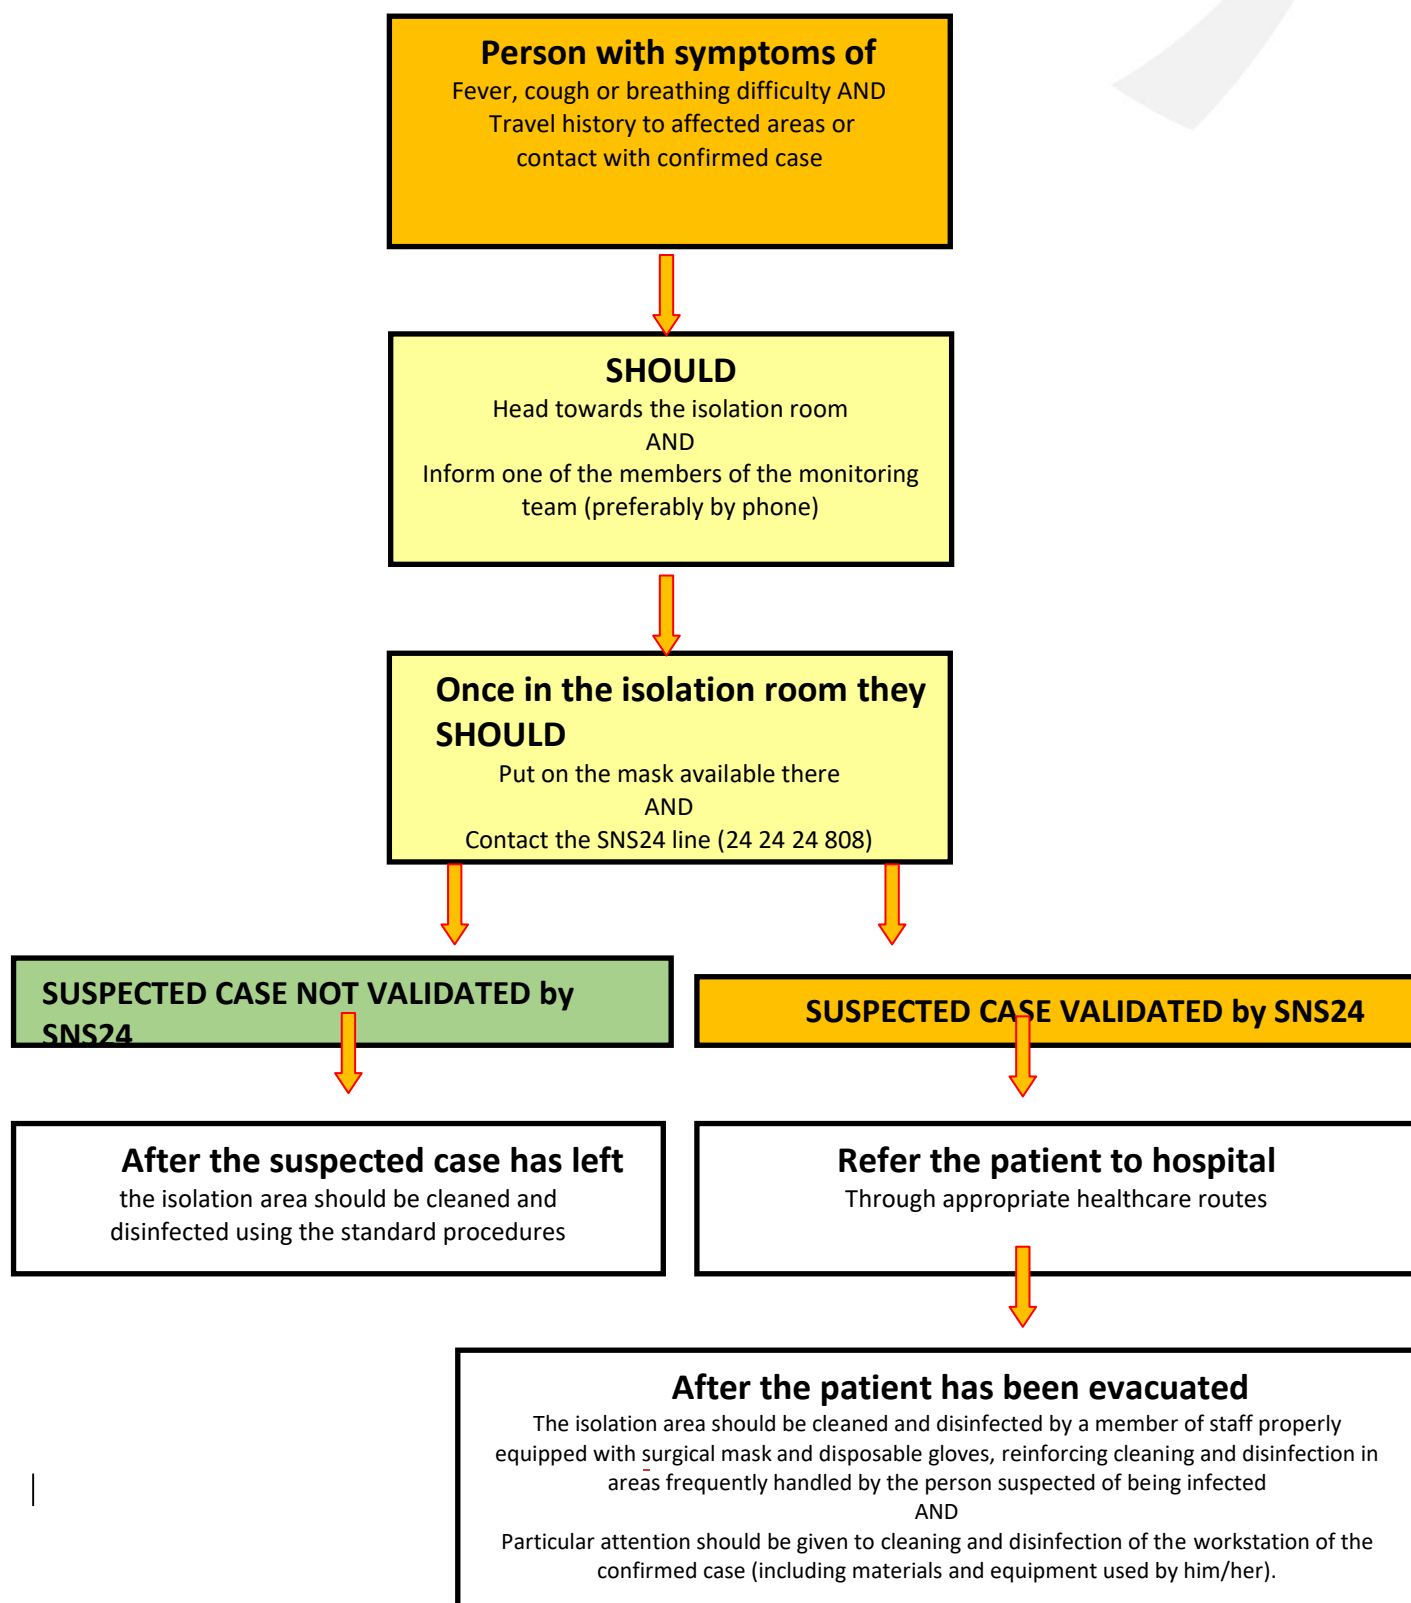 Person with symptoms of
Fever, cough or breathing difficulty AND
Travel history to affected areas or
contact with confirmed case
SHOULD
Head towards the isolation room
AND
Inform one of the members of the monitoring
team (preferably by phone)
Once in the isolation room they
SHOULD
Put on the mask available there
AND
Contact the SNS24 line (24 24 24 808)
SUSPECTED CASE NOT VALIDATED by
SNS24
SUSPECTED CASE VALIDATED by SNS24
After the suspected case has left
the isolation area should be cleaned and
disinfected using the standard procedures
Refer the patient to hospital
Through appropriate healthcare routes
After the patient has been evacuated
The isolation area should be cleaned and disinfected by a member of staff properly
equipped with surgical mask and disposable gloves, reinforcing cleaning and disinfection in
areas frequently handled by the person suspected of being infected
AND
Particular attention should be given to cleaning and disinfection of the workstation of the
confirmed case (including materials and equipment used by him/her).